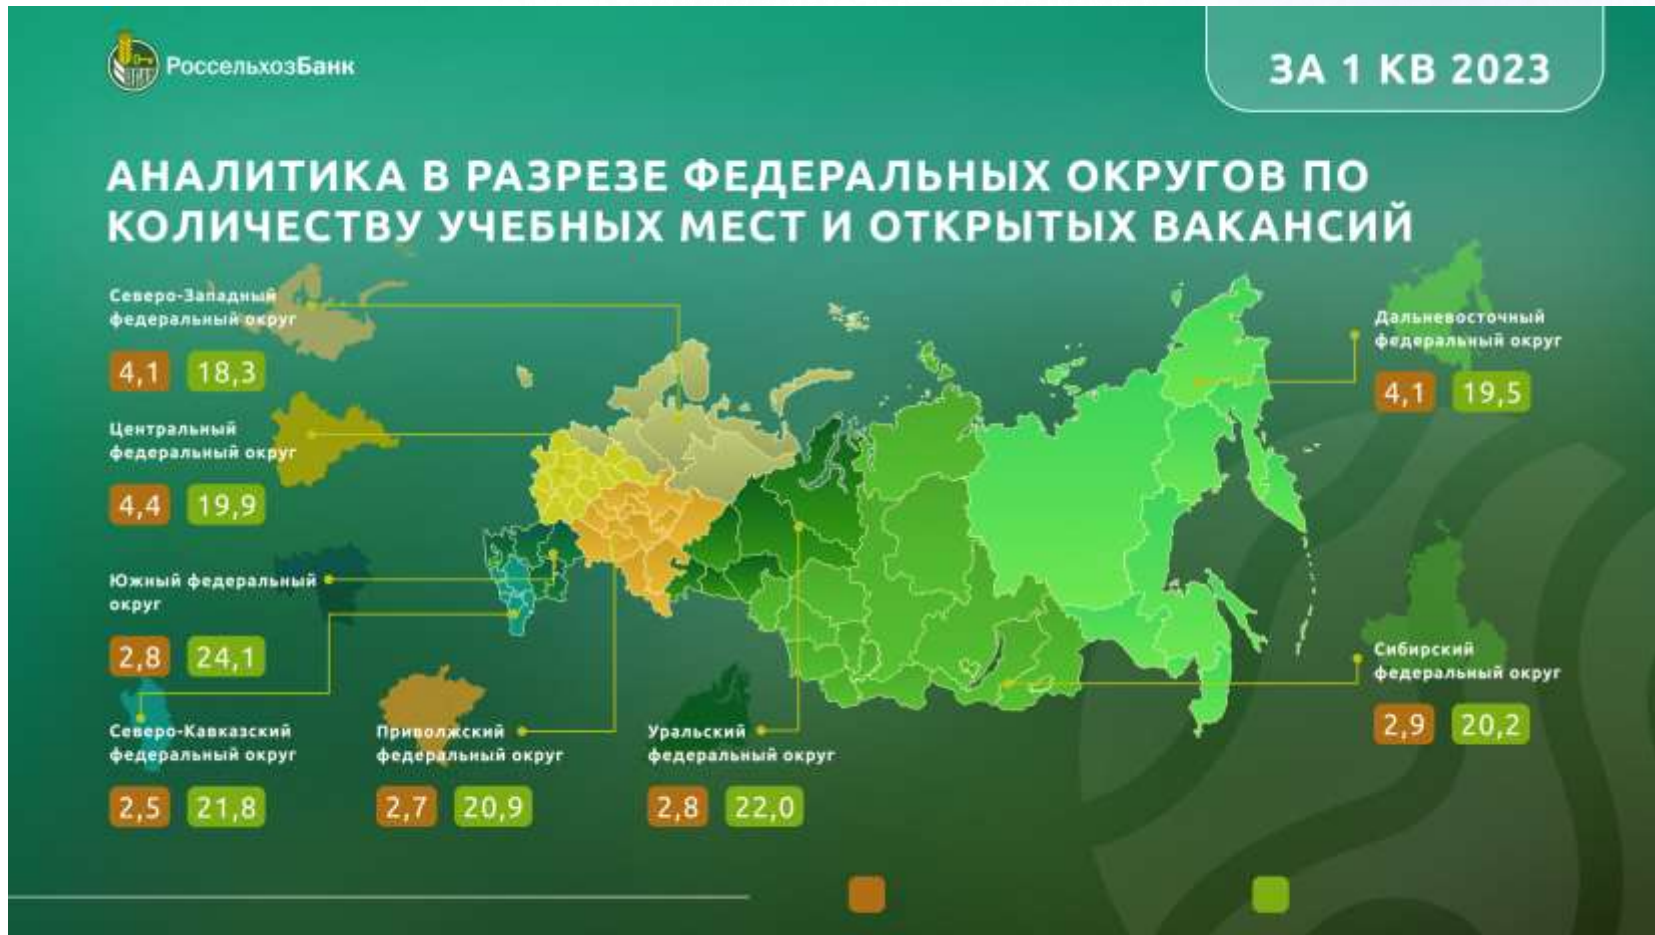 РоссельхозБанк
ЗА 1 КВ 2023
АНАЛИТИКА В РАЗРЕЗЕ ФЕДЕРАЛЬНЫХ ОКРУГОВ ПО
КОЛИЧЕСТВУ УЧЕБНЫХ МЕСТ И ОТКРЫТЫХ ВАКАНСИЙ
Северо-Западный
федеральный округ
4,1 18,3
Центральный
федеральный округ
4,4 19,9
Южный федеральный
округ
2,8 24,1
Северо-Кавказский
федеральный округ
2,5 21,8
Приволжский
федеральный округ
2,7 20,9
Уральский
федеральный округ
2,8 22,0
Дальневосточный
федеральный округ
4,1 19,5
Сибирский
федеральный округ
2,9 20,2